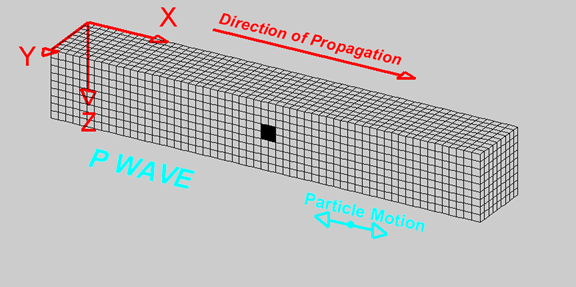 X
Direction of Propagation
Y
Z
P WAVE
Particle Motion